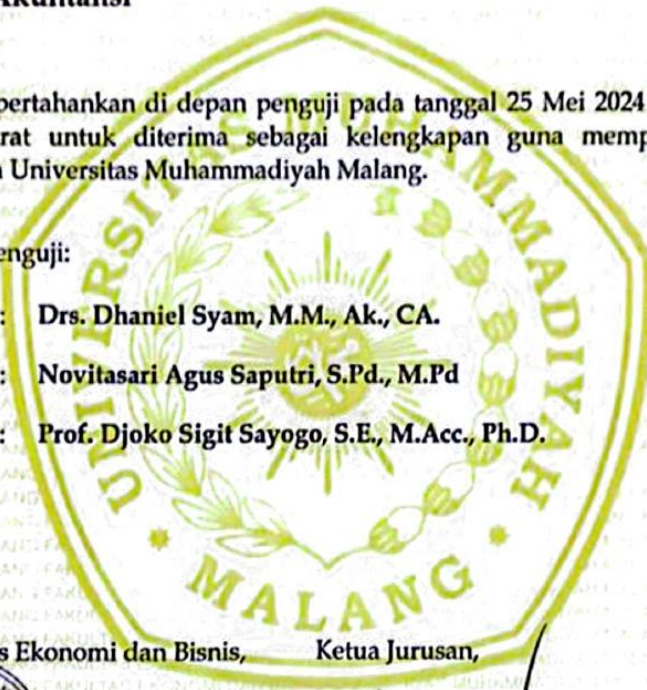 Akuntansi
pertahankan di depan penguji pada tanggal 25 Mei 2024
rat untuk diterima sebagai kelengkapan guna memp
Universitas Muhammadiyah Malang.
enguji:
: Drs. Dhaniel Syam, M.M., Ak., CA.
: Novitasari Agus Saputri, S.Pd., M.Pd
: Prof. Djoko Sigit Sayogo, S.E., M.Acc., Ph.D.
UNIVERSITAS MUHAMMADIYAH
MALANG
s Ekonomi dan Bisnis, Ketua Jurusan,